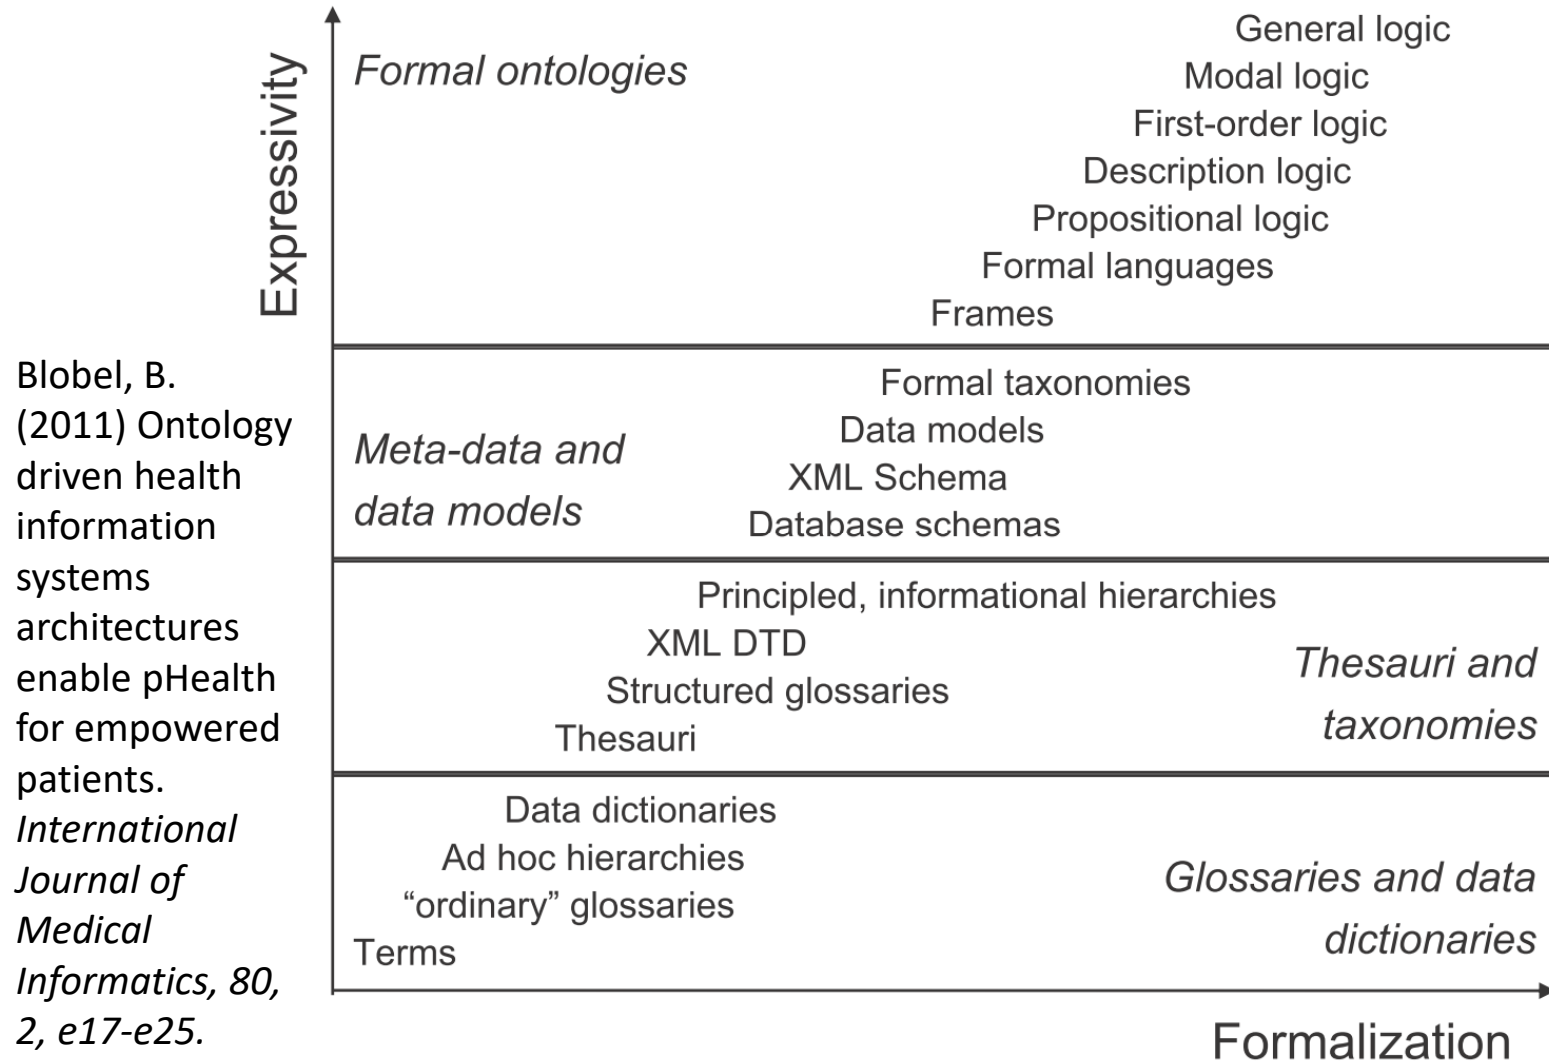 Expressivity
Formal ontologies
General logic
Modal logic
First-order logic
Description logic
Propositional logic
Formal languages
Frames
Meta-data and
data models
Formal taxonomies
Data models
XML Schema
Database schemas
Principled, informational hierarchies
XML DTD
Structured glossaries
Thesauri
Thesauri and
taxonomies
Data dictionaries
Ad hoc hierarchies
“ordinary” glossaries
Terms
Glossaries and data
dictionaries
Formalization
Blobel, B.
(2011) Ontology
driven health
information
systems
architectures
enable pHealth
for empowered
patients.
International
Journal of
Medical
Informatics, 80,
2, e17-e25.